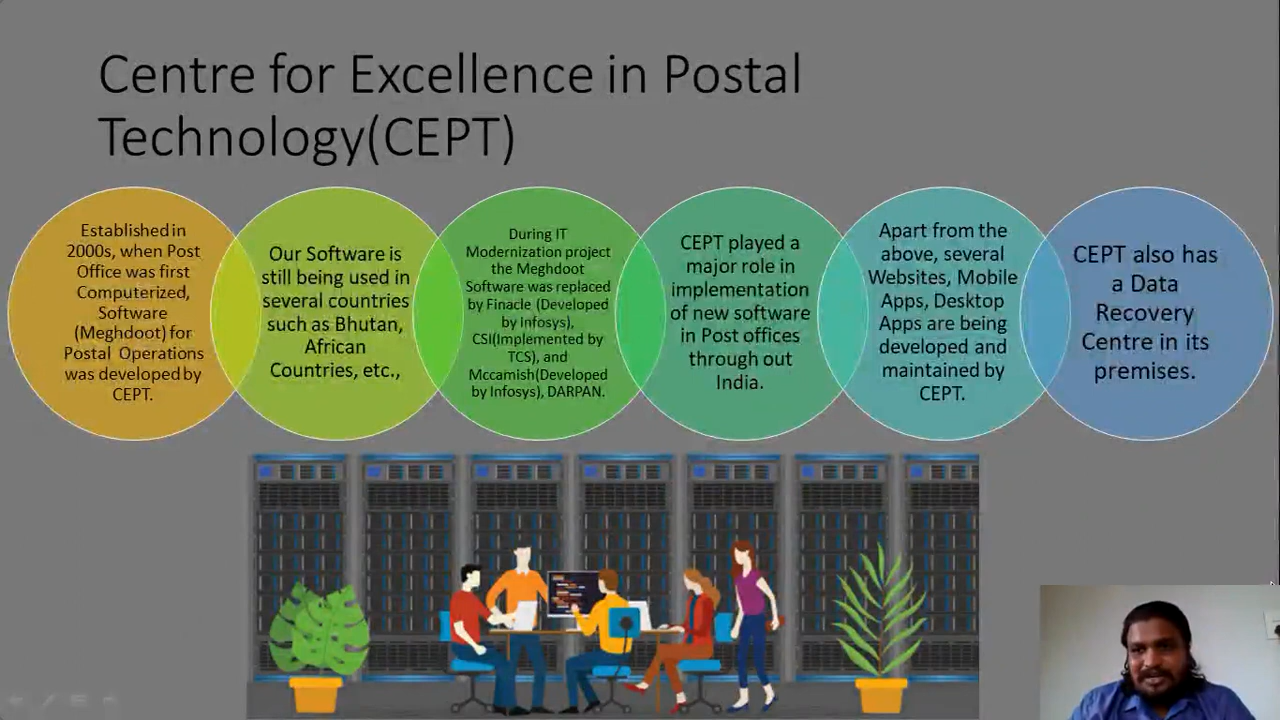 Centre for Excellence in Postal
Technology(CEPT)
Established in
2000s, when Post
Office was first
Computerized,
Software
(Meghdoot) for
Postal Operations
was developed by
CEPT.
Our Software is
still being used in
several countries
such as Bhutan,
African
Countries, etc.,
During IT
Modernization project
the Meghdoot
Software was replaced
by Finacle (Developed
by Infosys),
CSI(Implemented by
TCS), and
Mccamish(Developed
by Infosys), DARPAN.
CEPT played a
major role in
implementation
of new software
in Post offices
through out
India.
Apart from the
above, several
Websites, Mobile
Apps, Desktop
Apps are being
developed and
maintained by
CEPT.
CEPT also has
a Data
Recovery
Centre in its
premises.